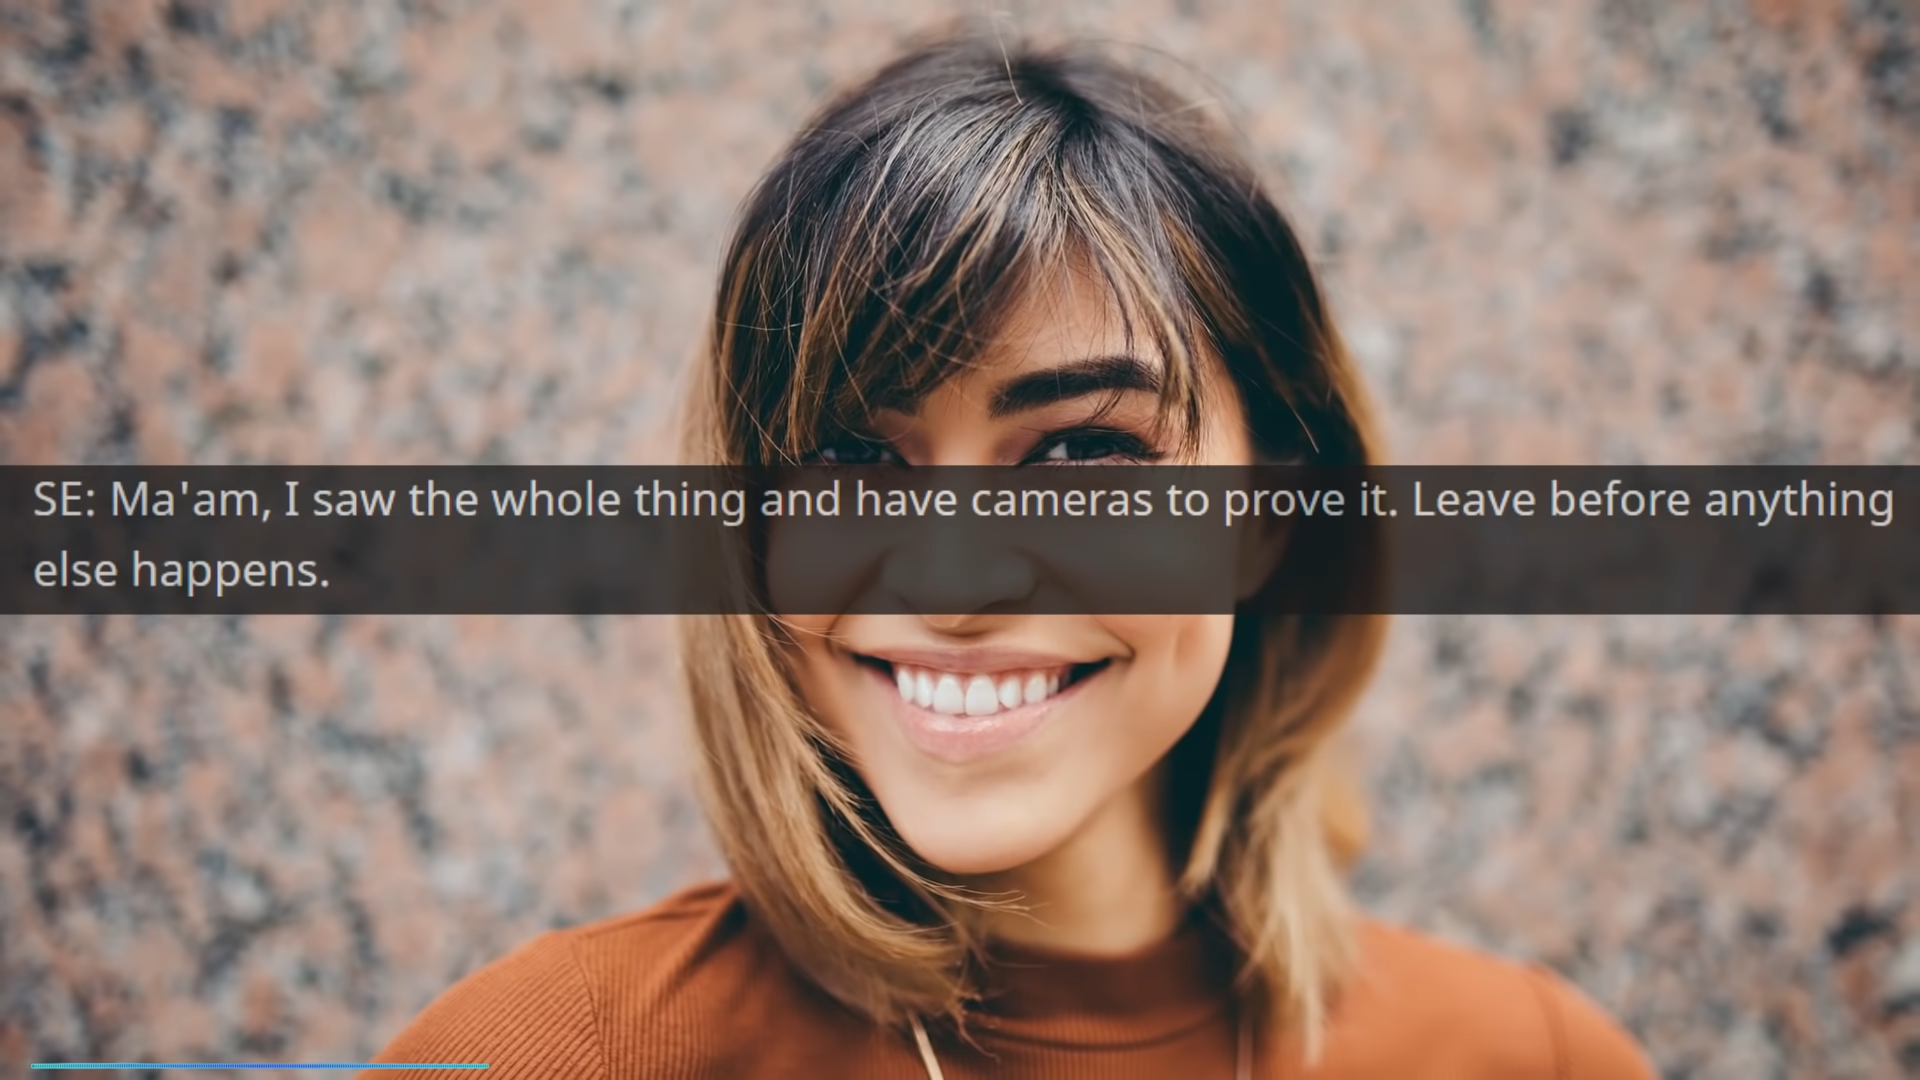 SE: Ma'am, I saw the whole thing and have cameras to prove it. Leave before anything
else happens.